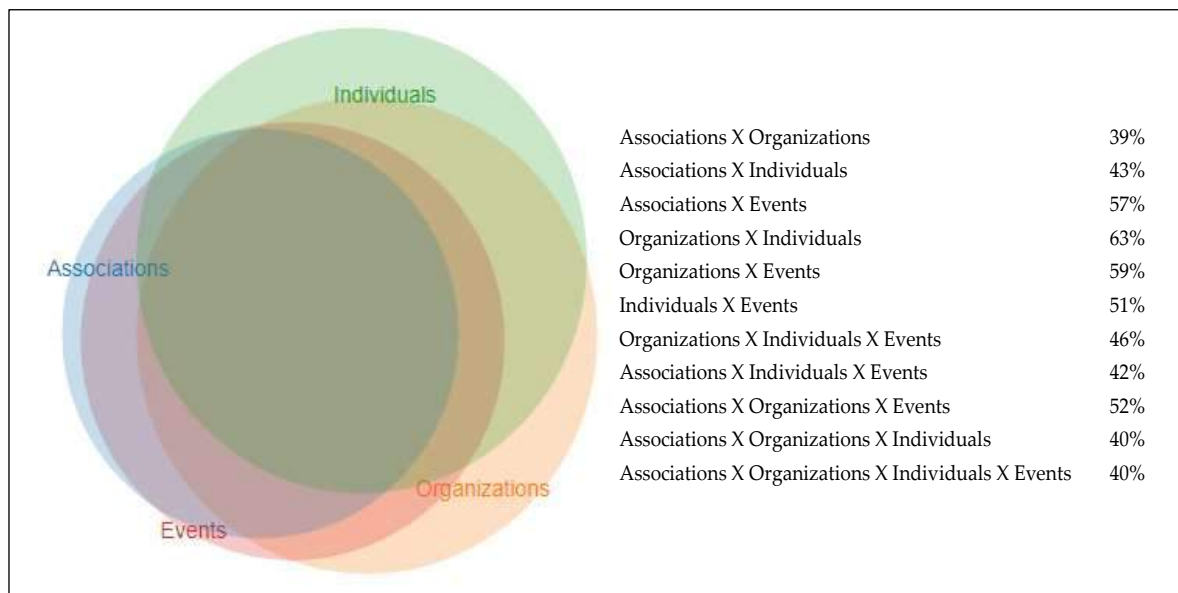 Individuals
Associations
Organizations
Events
Associations X Organizations 39%
Associations X Individuals 43%
Associations X Events 57%
Organizations X Individuals 63%
Organizations X Events 59%
Individuals X Events 51%
Organizations X Individuals X Events 46%
Associations X Individuals X Events 42%
Associations X Organizations X Events 52%
Associations X Organizations X Individuals 40%
Associations X Organizations X Individuals X Events 40%